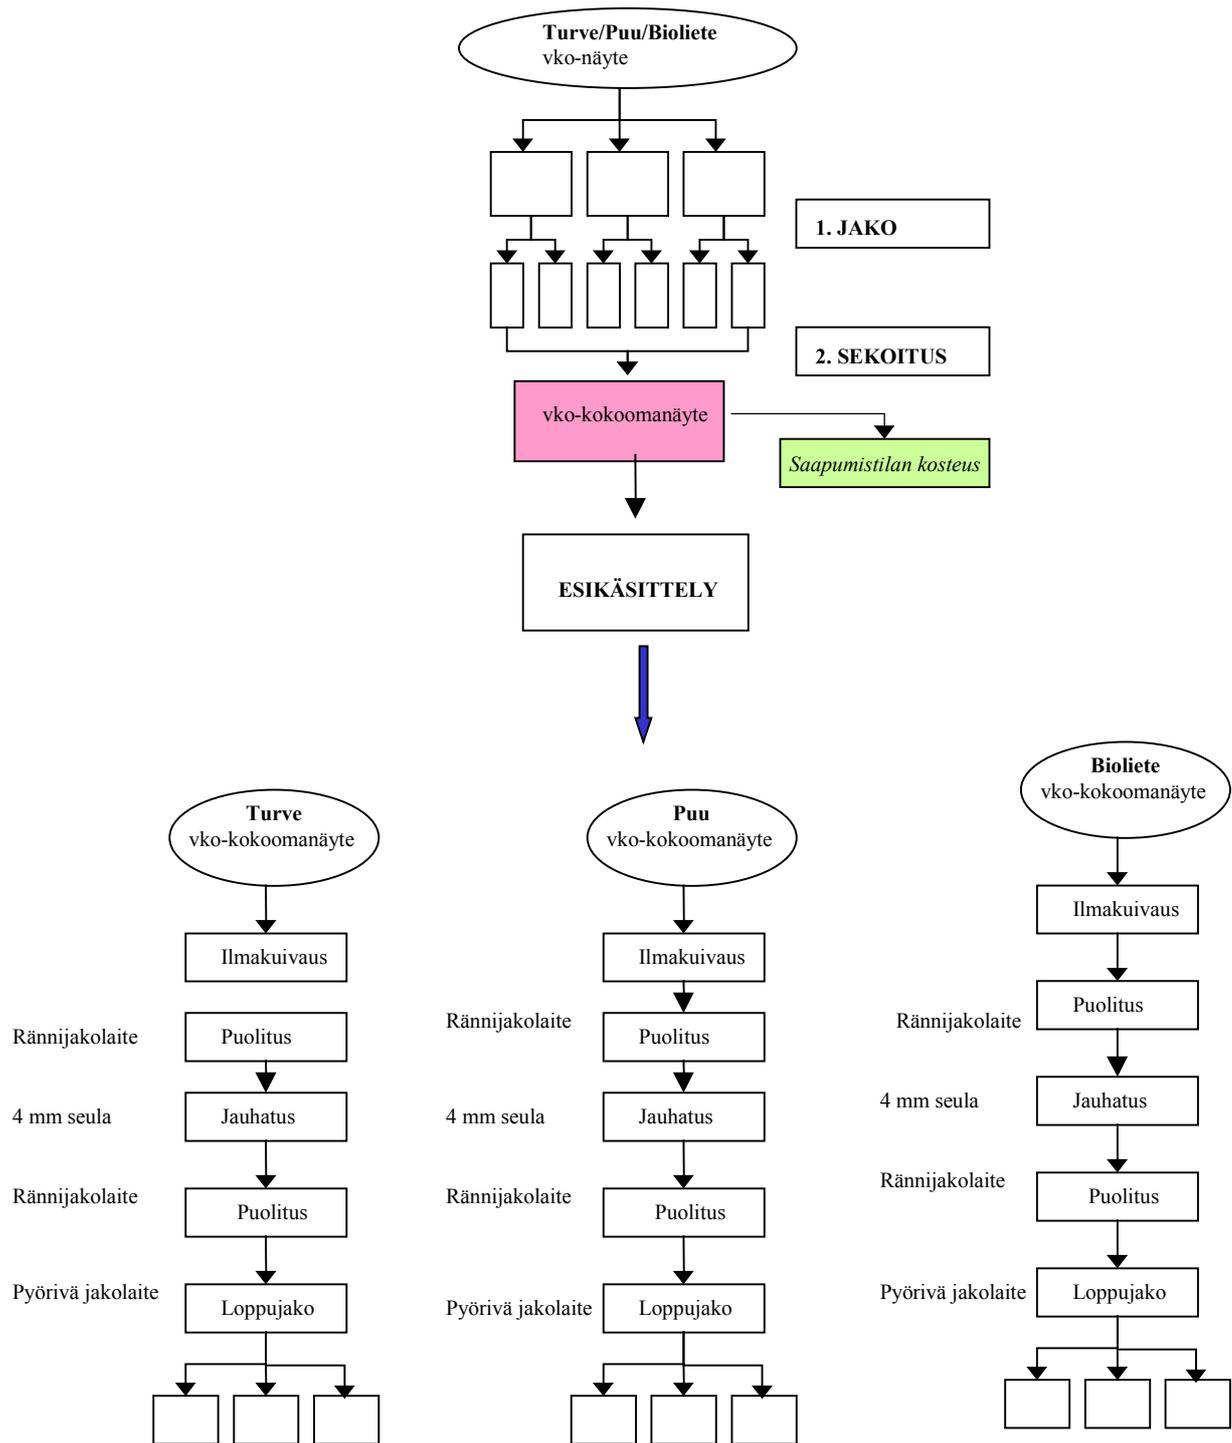 Turve/Puu/Bioliete
vko-näyte
1. JAKO
2. SEKOITUS
vko-kokoomanäyte
Saapumistilan kosteus
ESIKÄSITTELY
Turve
vko-kokoomanäyte
Ilmakuivaus
Rännijakolaite
Puolitus
4 mm seula
Jauhatus
Rännijakolaite
Puolitus
Pyörivä jakolaite
Loppujako
Puu
vko-kokoomanäyte
Ilmakuivaus
Rännijakolaite
Puolitus
4 mm seula
Jauhatus
Rännijakolaite
Puolitus
Pyörivä jakolaite
Loppujako
Bioliete
vko-kokoomanäyte
Ilmakuivaus
Rännijakolaite
Puolitus
4 mm seula
Jauhatus
Rännijakolaite
Puolitus
Pyörivä jakolaite
Loppujako